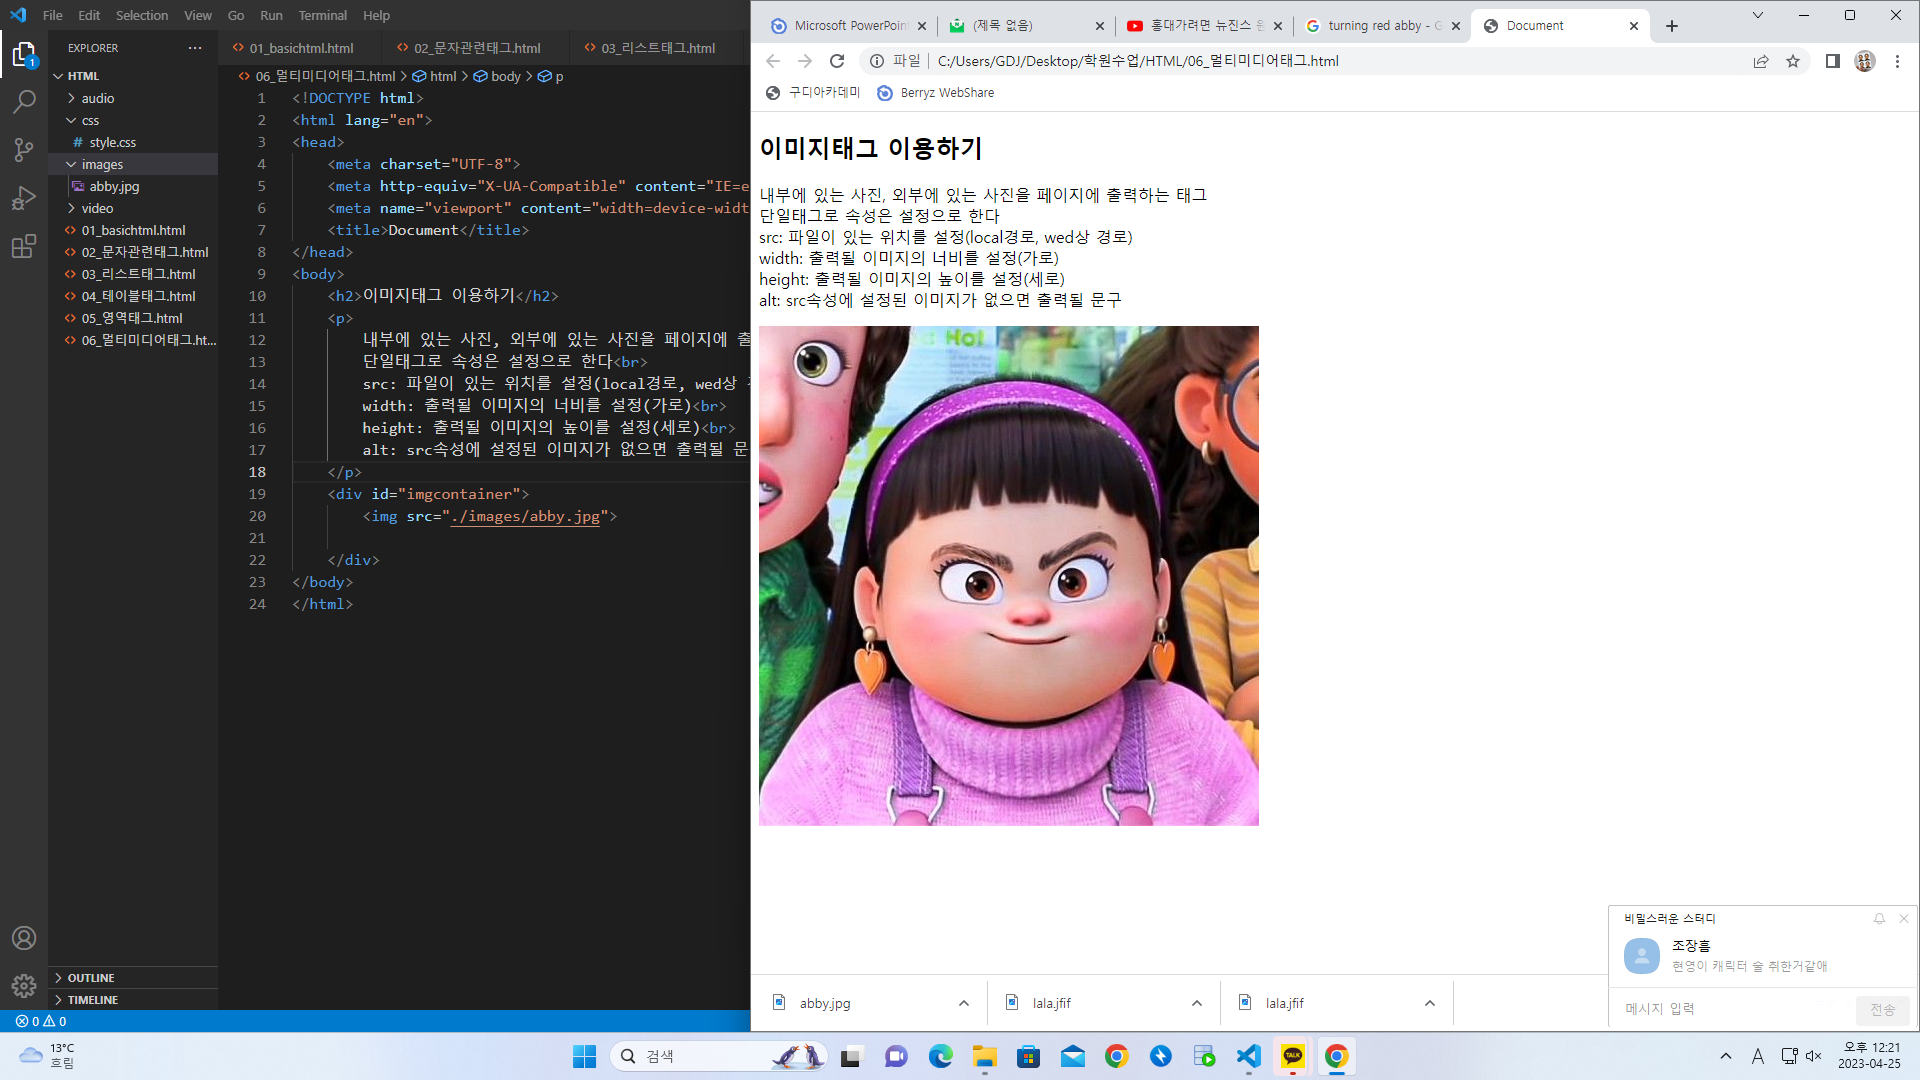 File Edit Selection View Go Run Terminal Help
EXPLORER
HTML
audio
css
style.css
images
abby.jpg
video
01_basichtml.html
02_문자관련태그.html
03_리스트태그.html
04_테이블태그.html
05_영역태그.html
06_멀티미디어태그.ht...
OUTLINE
TIMELINE
0 0
1
01_basichtml.html 02_문자관련태그.html 03_리스트태그.html
06_멀티미디어태그.html > html > body > p
1 <!DOCTYPE html>
2 <html lang="en">
3 <head>
4 <meta charset="UTF-8">
5 <meta http-equiv="X-UA-Compatible" content="IE=e
6 <meta name="viewport" content="width=device-widt
7 <title>Document</title>
8 </head>
9 <body>
10 <h2>이미지태그 이용하기</h2>
11 <p>
12 내부에 있는 사진, 외부에 있는 사진을 페이지에 출
13 단일태그로 속성은 설정으로 한다<br>
14 src: 파일이 있는 위치를 설정(local경로, wed상
15 width: 출력될 이미지의 너비를 설정(가로)<br>
16 height: 출력될 이미지의 높이를 설정(세로)<br>
17 alt: src속성에 설정된 이미지가 없으면 출력될 문
18 </p>
19 <div id="imgcontainer">
20 <img src="./images/abby.jpg">
21
22 </div>
23 </body>
24 </html>
Microsoft PowerPoin (제목 없음) 홍대가려면 뉴진스 turning red abby - G Document
파일 C:/Users/GDJ/Desktop/학원수업/HTML/06_멀티미디어태그.html
구디아카데미 Berryz WebShare
이미지태그 이용하기
내부에 있는 사진, 외부에 있는 사진을 페이지에 출력하는 태그
단일태그로 속성은 설정으로 한다
src: 파일이 있는 위치를 설정(local경로, wed상 경로)
width: 출력될 이미지의 너비를 설정(가로)
height: 출력될 이미지의 높이를 설정(세로)
alt: src속성에 설정된 이미지가 없으면 출력될 문구
Hot
비밀스러운 스터디
조장흠
현영이 캐릭터 술 취한거같애
메시지 입력 전송
abby.jpg lala.jfif lala.jfif
13°C
흐림
검색
TALK
A
오후 12:21
2023-04-25